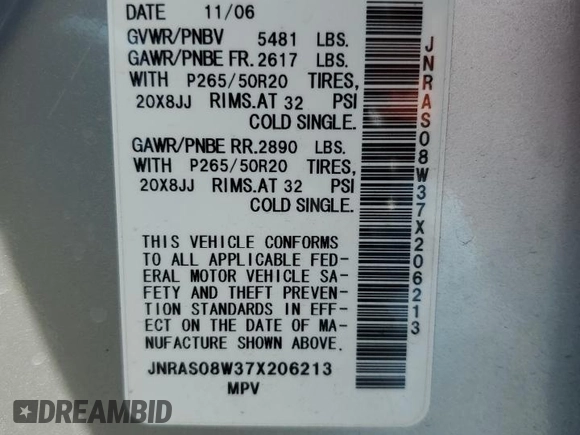 DATE 11/06
GVWR/PNBV 5481 LBS.
GAWR/PNBE FR. 2617 LBS.
WITH P265/50R20 TIRES,
20X8JJ RIMS. AT 32 PSI
COLD SINGLE.
GAWR/PNBE RR. 2890 LBS.
WITH P265/50R20 TIRES,
20X8JJ RIMS. AT 32 PSI
COLD SINGLE.
THIS VEHICLE CONFORMS
TO ALL APPLICABLE FED-
ERAL MOTOR VEHICLE SA-
FETY AND THEFT PREVEN-
TION STANDARDS IN EFF-
ECT ON THE DATE OF MA-
NUFACTURE SHOWN ABOVE.
JNRAS08W37X206213
MPV
JNRAS08W37X206213
DREAMBID